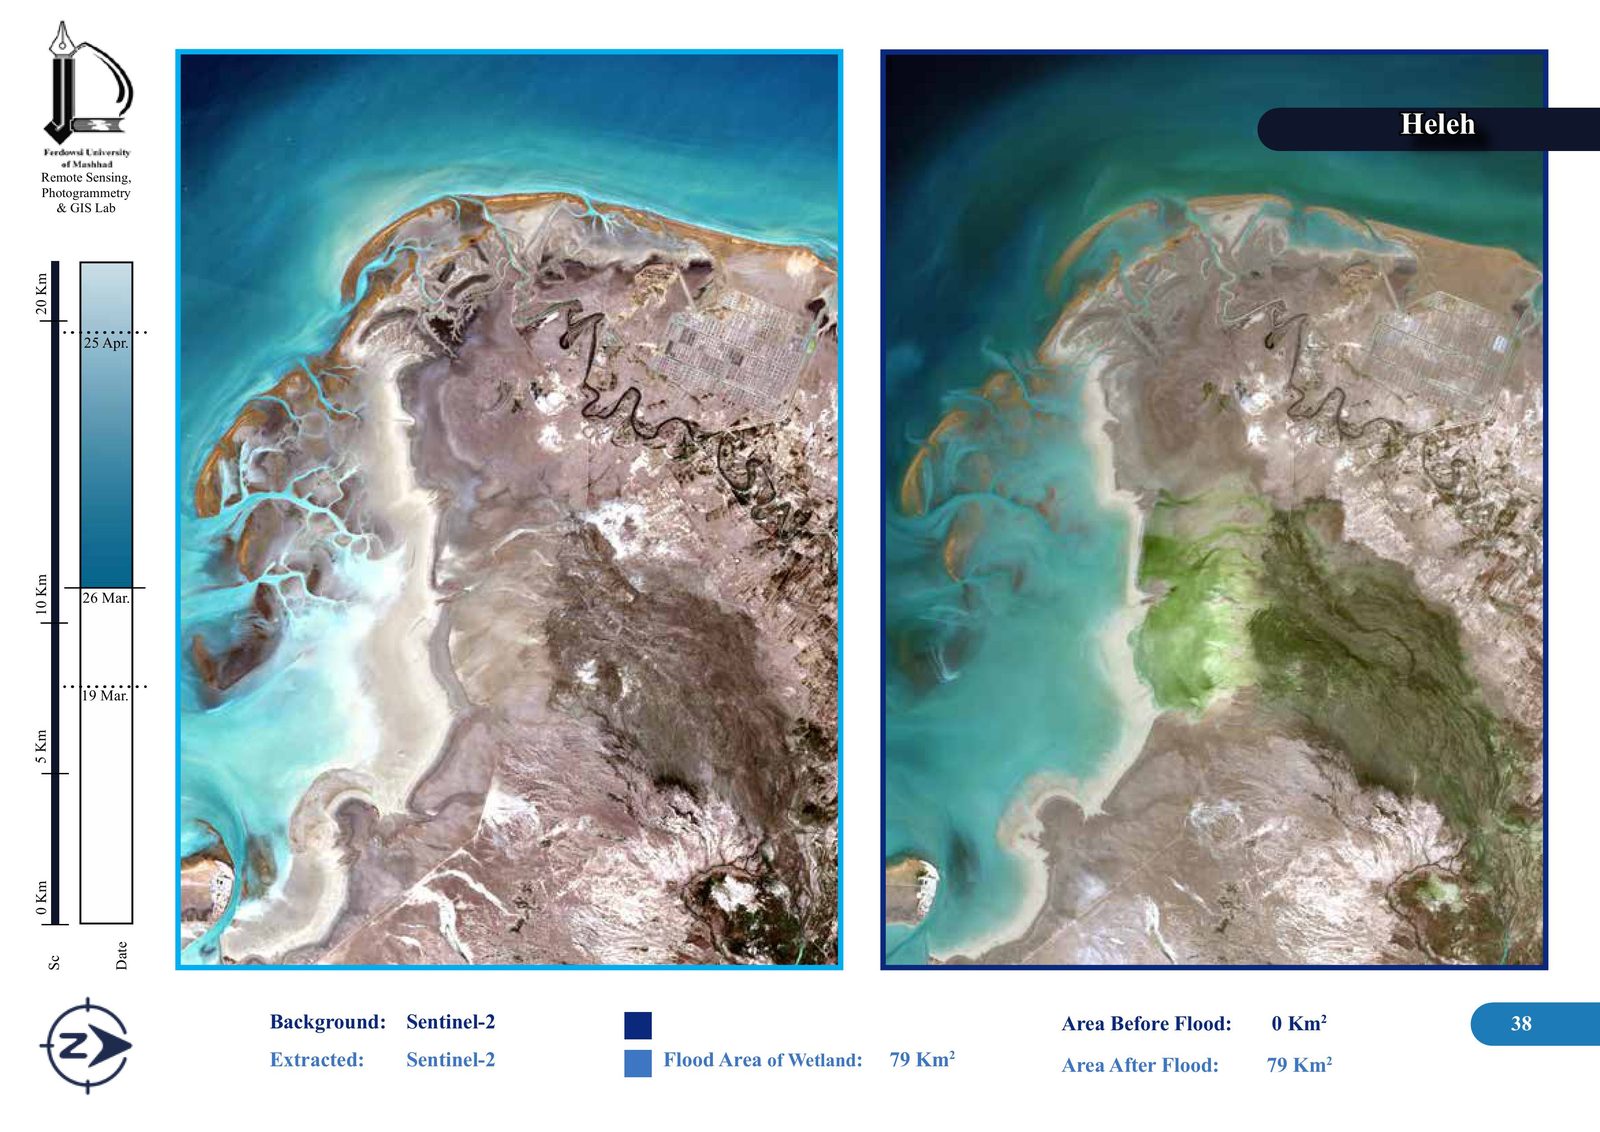 Ferdowsi University
of Mashhad
Remote Sensing,
Photogrammetry
& GIS Lab
Heleh
20 Km
10 Km
5 Km
0 Km
Sc
25 Apr.
26 Mar.
19 Mar.
Date
Z
Background: Sentinel-2
Extracted: Sentinel-2
Flood Area of Wetland: 79 Km²
Area Before Flood: 0 Km²
Area After Flood: 79 Km²
38